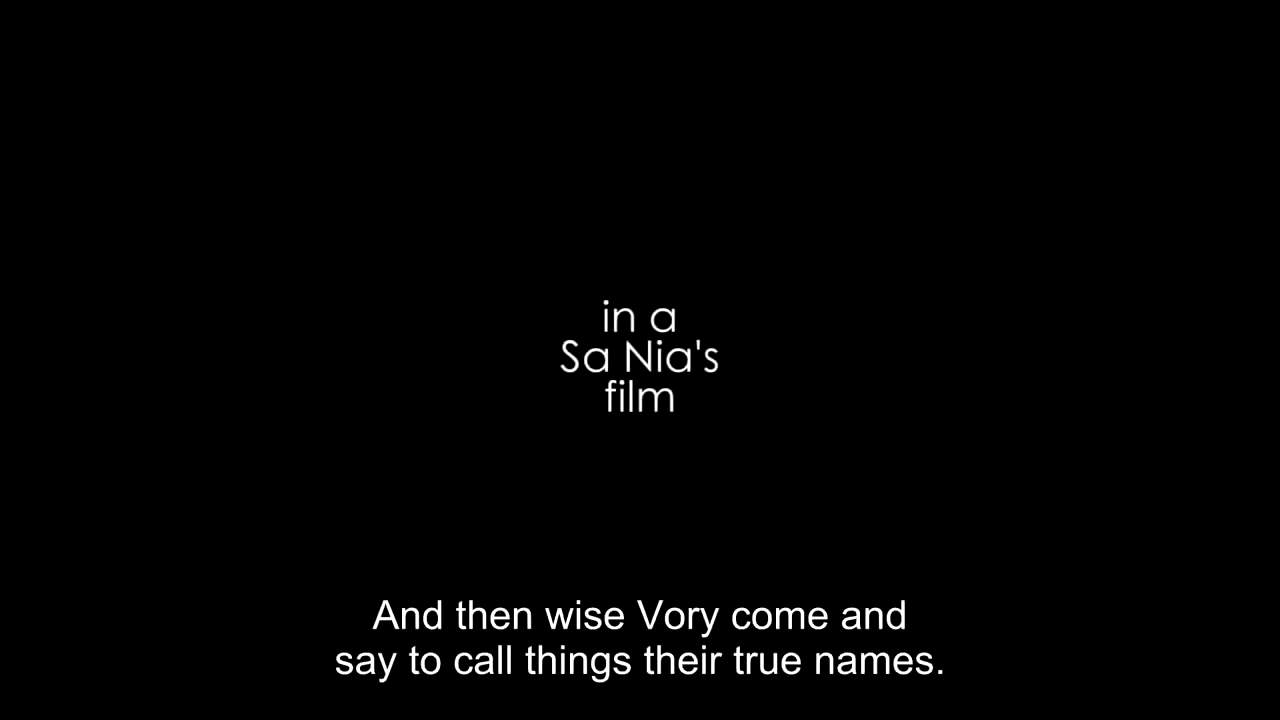 in a
Sa Nia's
film
And then wise Vory come and
say to call things their true names.